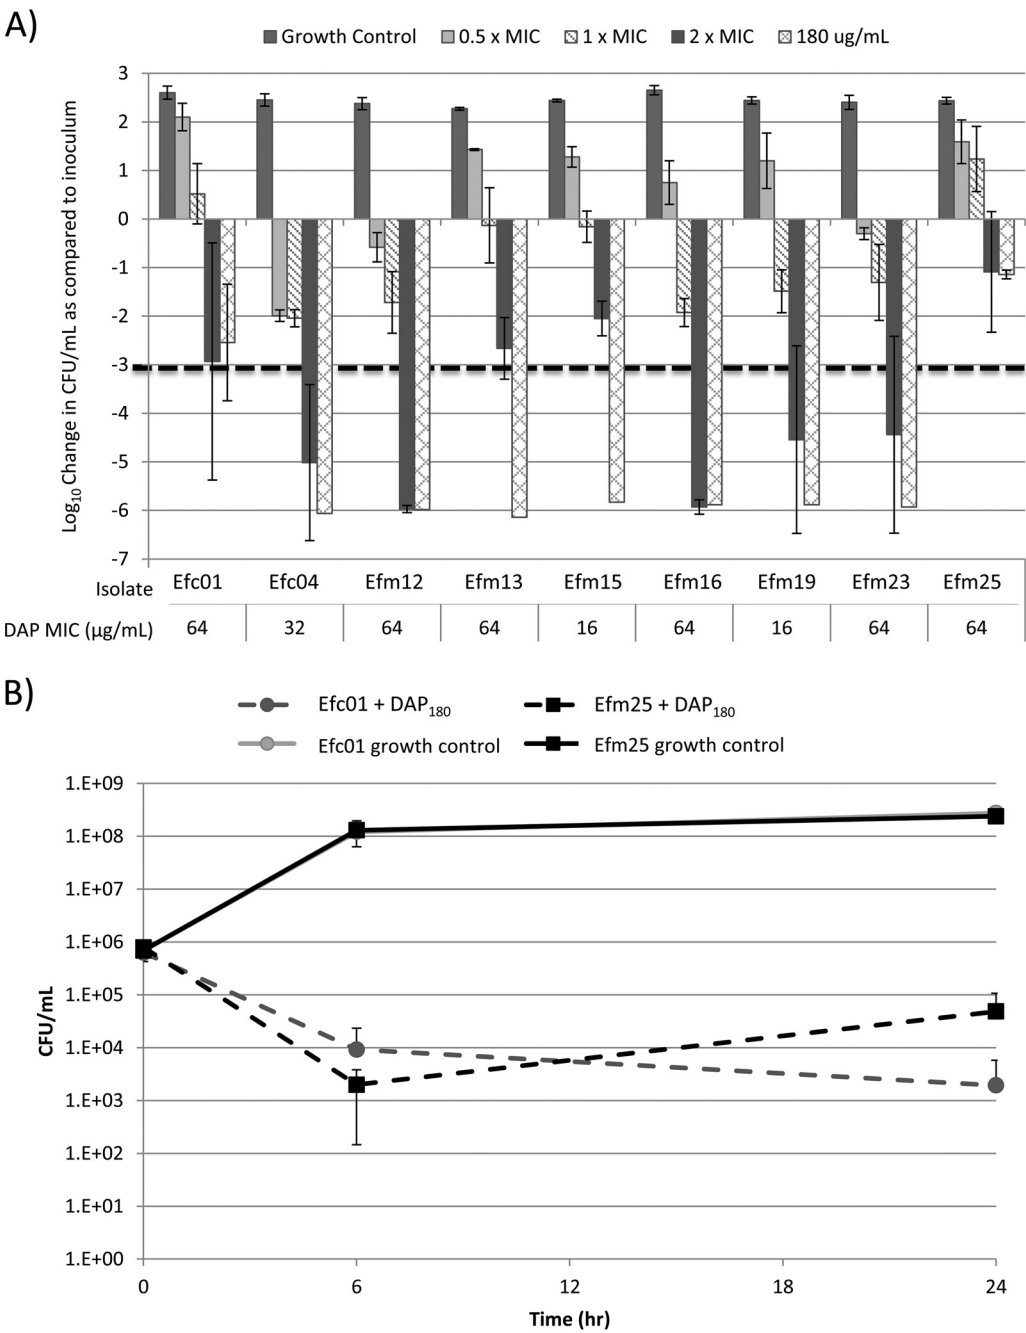 A)
Growth Control 0.5 x MIC 1 x MIC 2 x MIC 180 ug/mL
Log10 Change in CFU/mL as compared to inoculum
3
2
1
0
-1
-2
-3
-4
-5
-6
-7
Isolate Efc01 Efc04 Efm12 Efm13 Efm15 Efm16 Efm19 Efm23 Efm25
DAP MIC (µg/mL) 64 32 64 64 16 64 16 64 64
B)
Efc01 + DAP180 Efm25 + DAP180
Efc01 growth control Efm25 growth control
CFU/mL
1.E+09
1.E+08
1.E+07
1.E+06
1.E+05
1.E+04
1.E+03
1.E+02
1.E+01
1.E+00
0 6 12 18 24
Time (hr)